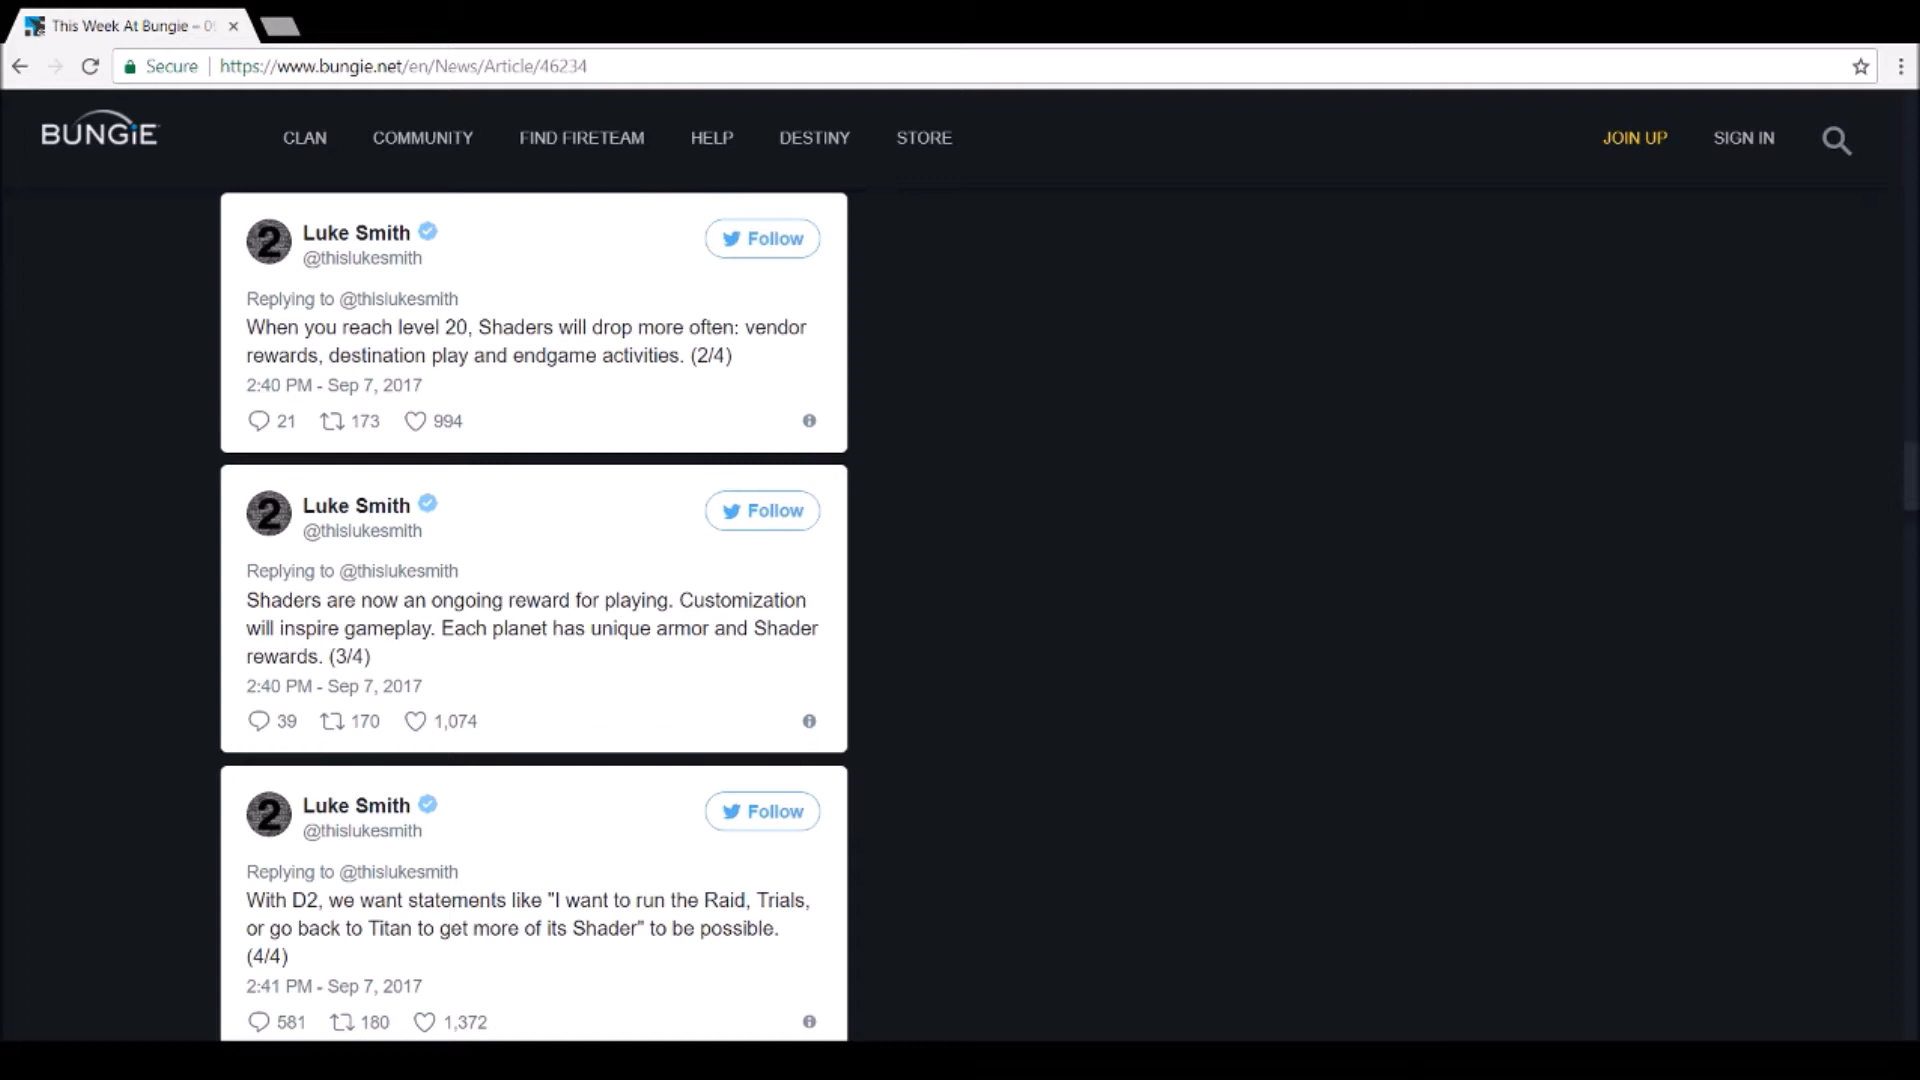 This Week At Bungie – 0
Secure | https://www.bungie.net/en/News/Article/46234
BUNGiE
CLAN COMMUNITY FIND FIRETEAM HELP DESTINY STORE JOIN UP SIGN IN
Luke Smith
@thislukesmith
Follow
Replying to @thislukesmith
When you reach level 20, Shaders will drop more often: vendor
rewards, destination play and endgame activities. (2/4)
2:40 PM - Sep 7, 2017
21 173 994
Luke Smith
@thislukesmith
Follow
Replying to @thislukesmith
Shaders are now an ongoing reward for playing. Customization
will inspire gameplay. Each planet has unique armor and Shader
rewards. (3/4)
2:40 PM - Sep 7, 2017
39 170 1,074
Luke Smith
@thislukesmith
Follow
Replying to @thislukesmith
With D2, we want statements like "I want to run the Raid, Trials,
or go back to Titan to get more of its Shader" to be possible.
(4/4)
2:41 PM - Sep 7, 2017
581 180 1,372